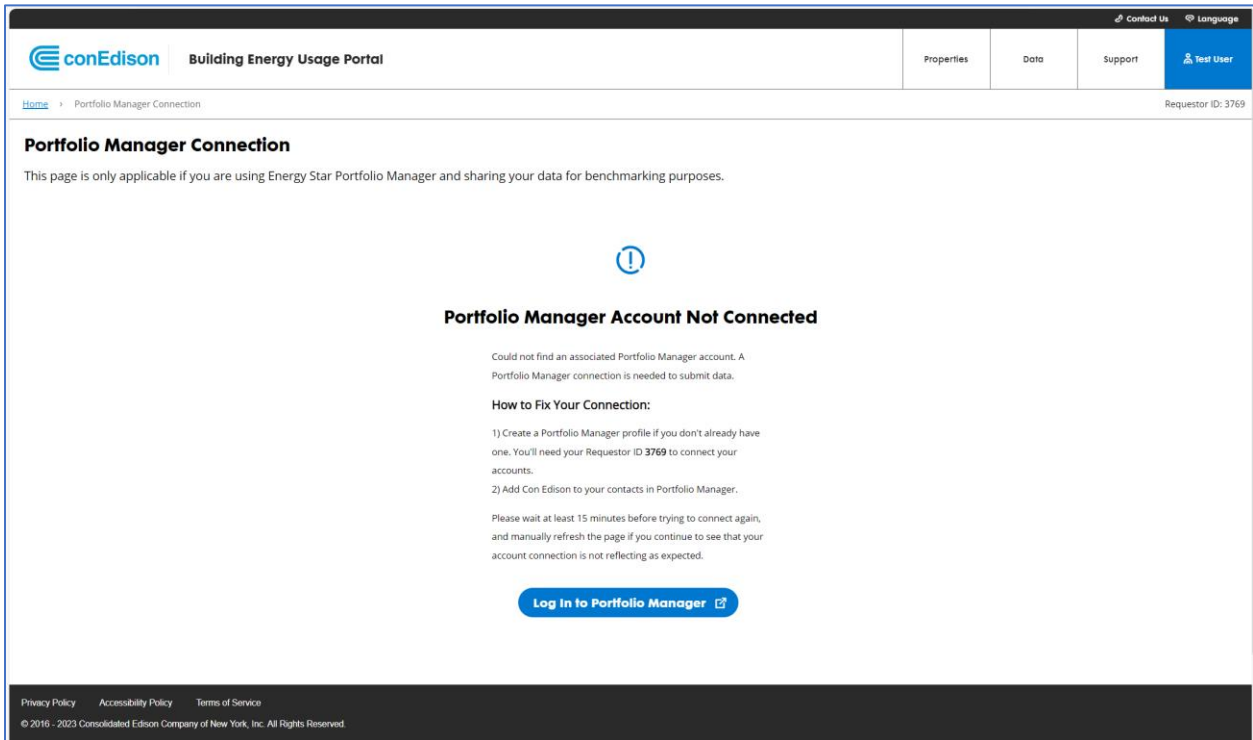 Contact Us Language
conEdison Building Energy Usage Portal Properties Data Support Test User
Home › Portfolio Manager Connection Requestor ID: 3769
Portfolio Manager Connection
This page is only applicable if you are using Energy Star Portfolio Manager and sharing your data for benchmarking purposes.
Portfolio Manager Account Not Connected
Could not find an associated Portfolio Manager account. A
Portfolio Manager connection is needed to submit data.
How to Fix Your Connection:
1) Create a Portfolio Manager profile if you don't already have
one. You'll need your Requestor ID 3769 to connect your
accounts.
2) Add Con Edison to your contacts in Portfolio Manager.
Please wait at least 15 minutes before trying to connect again,
and manually refresh the page if you continue to see that your
account connection is not reflecting as expected.
Log In to Portfolio Manager
Privacy Policy Accessibility Policy Terms of Service
© 2016 - 2023 Consolidated Edison Company of New York, Inc. All Rights Reserved.